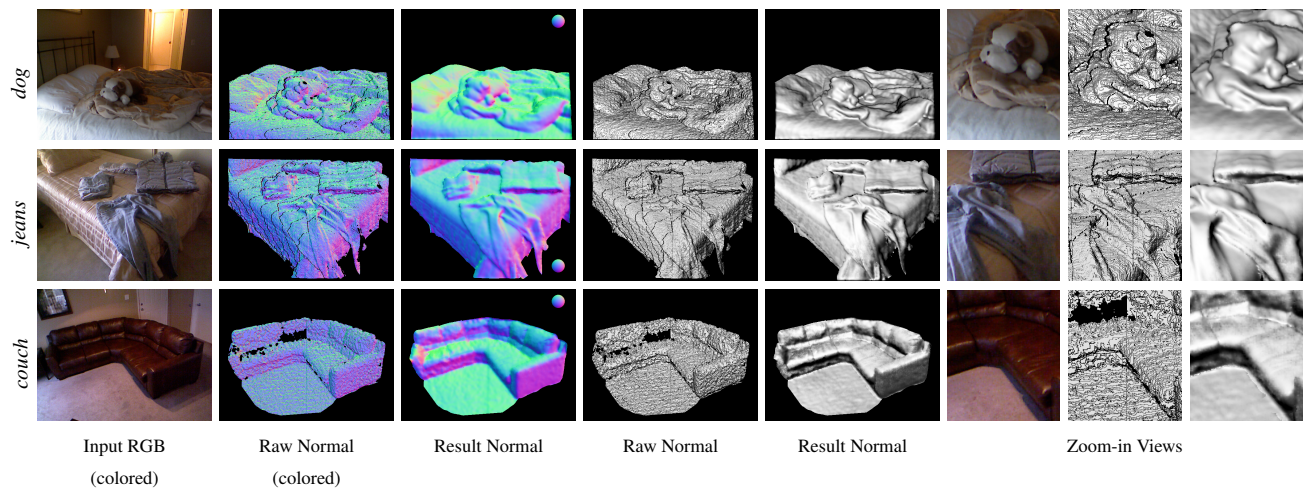 dog
jeans
couch
Input RGB Raw Normal Result Normal Raw Normal Result Normal Zoom-in Views
(colored) (colored)